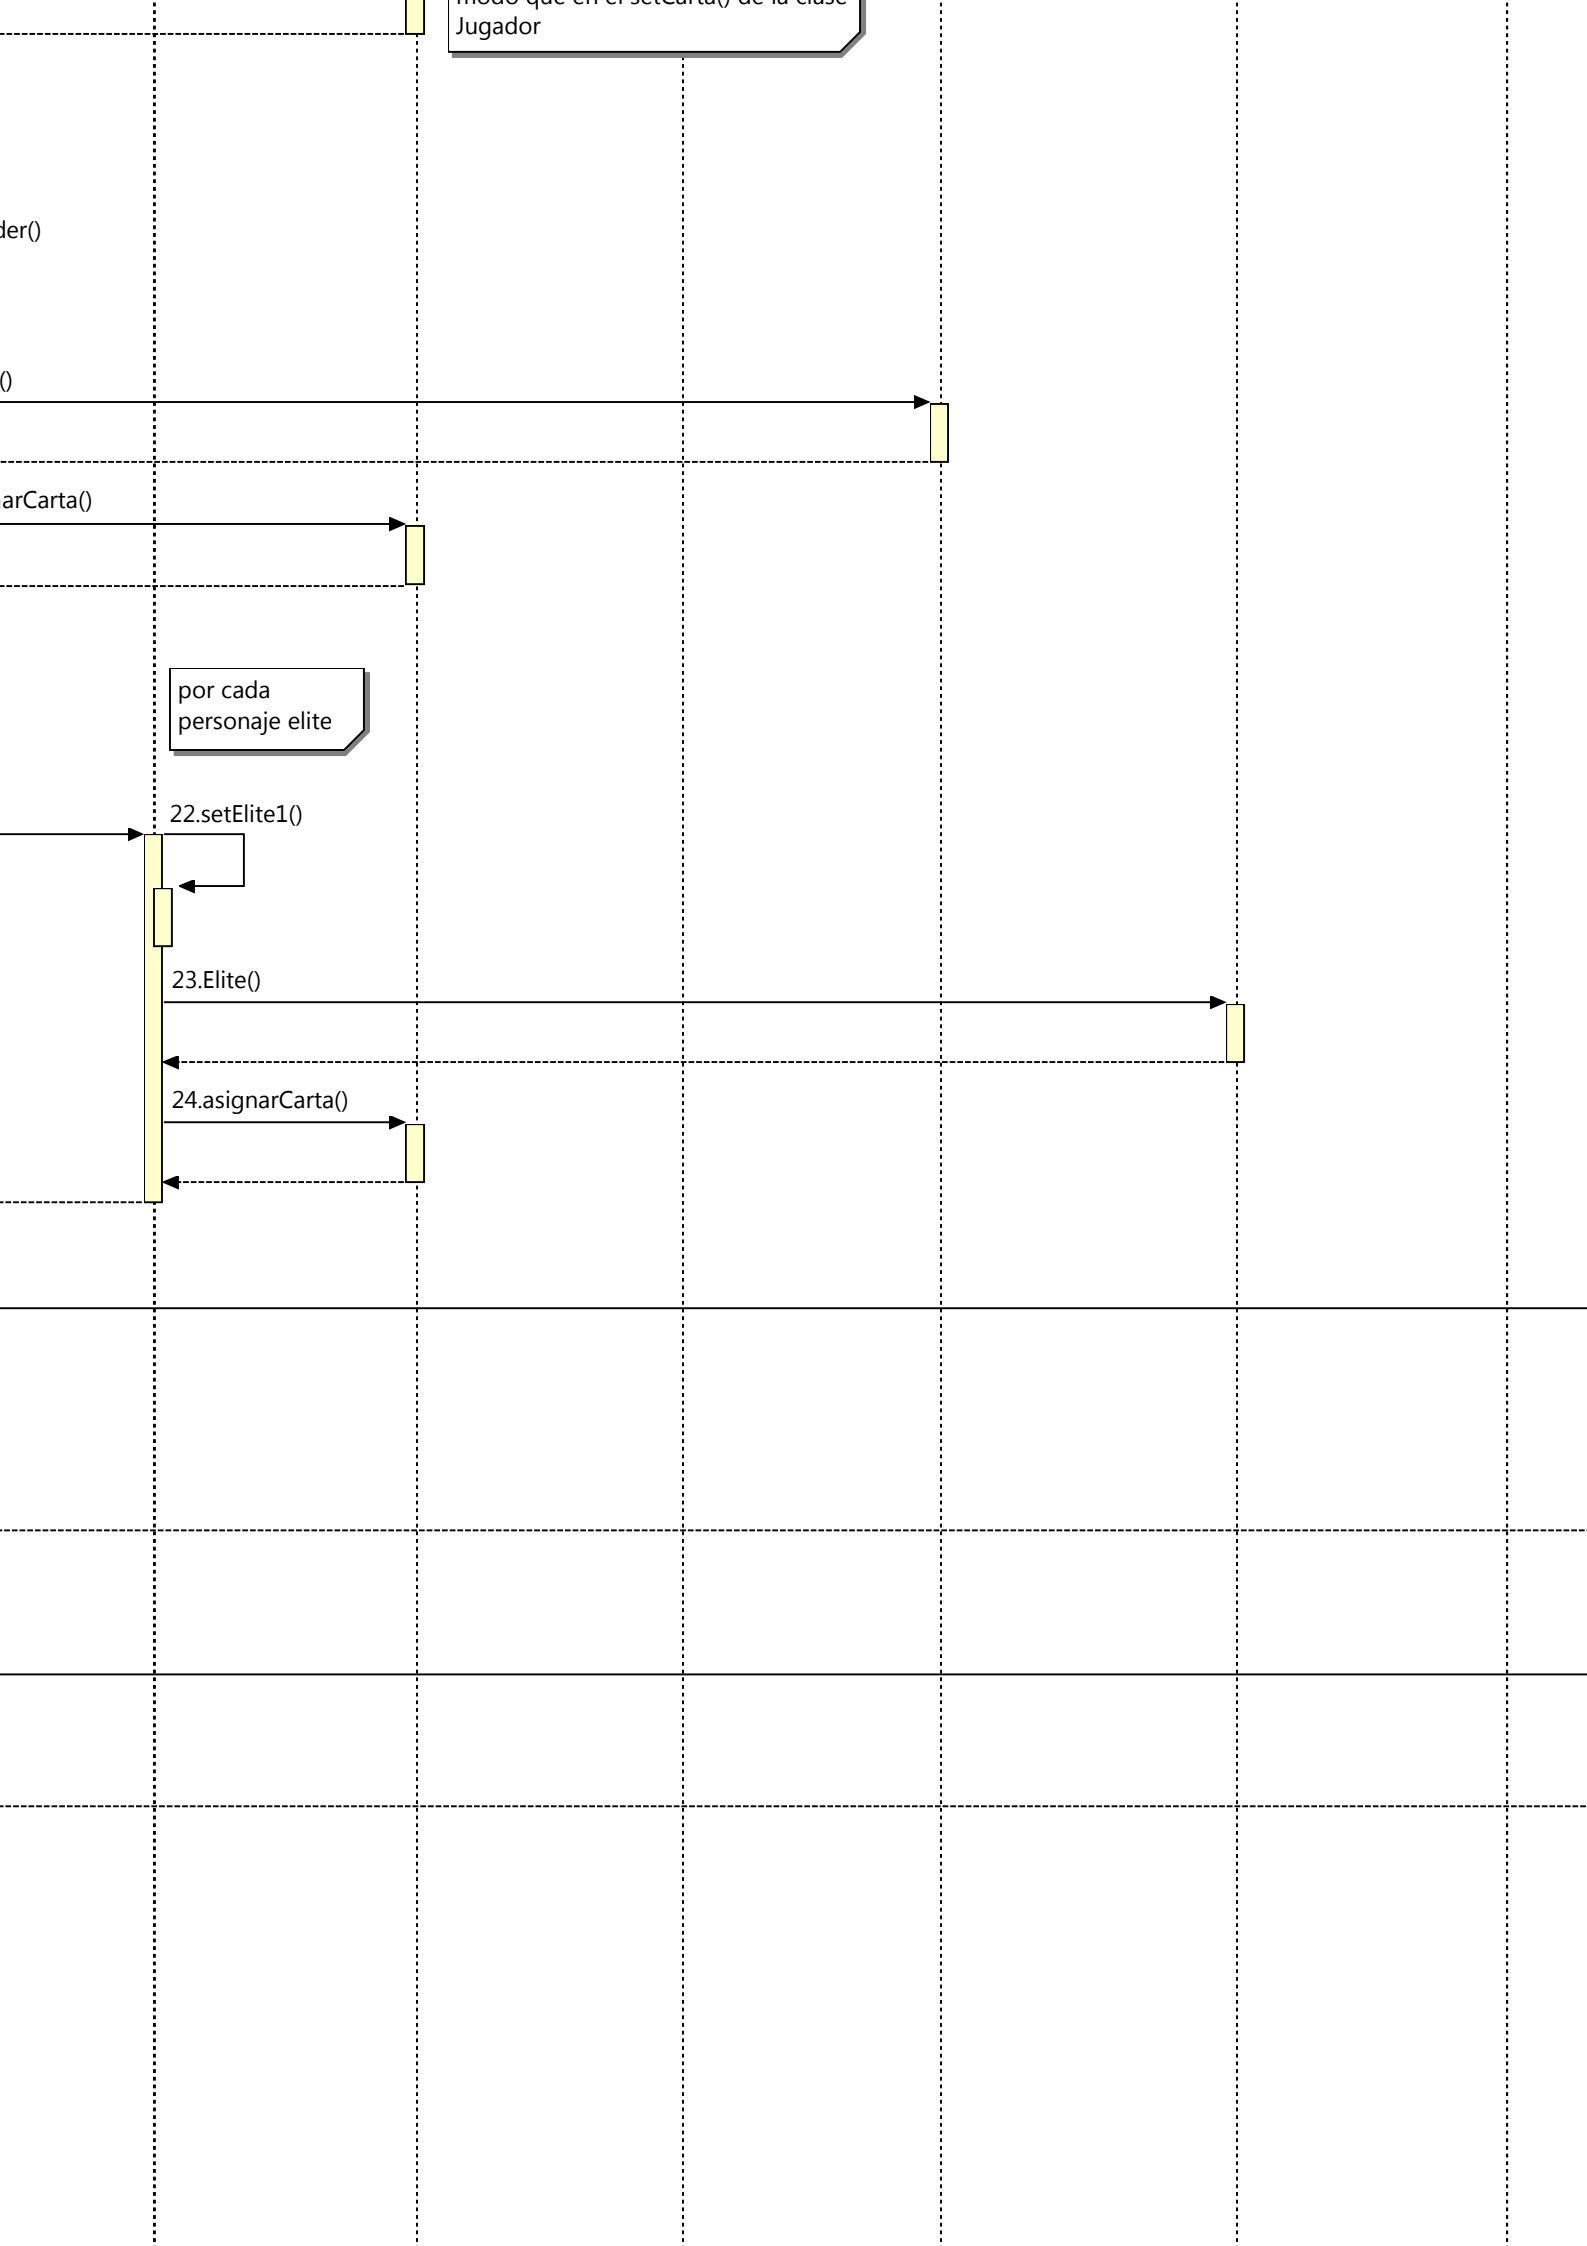 modo que en el setCarta() de la clase
Jugador
der()
()
narCarta()
por cada
personaje elite
22.setElite1()
23.Elite()
24.asignarCarta()